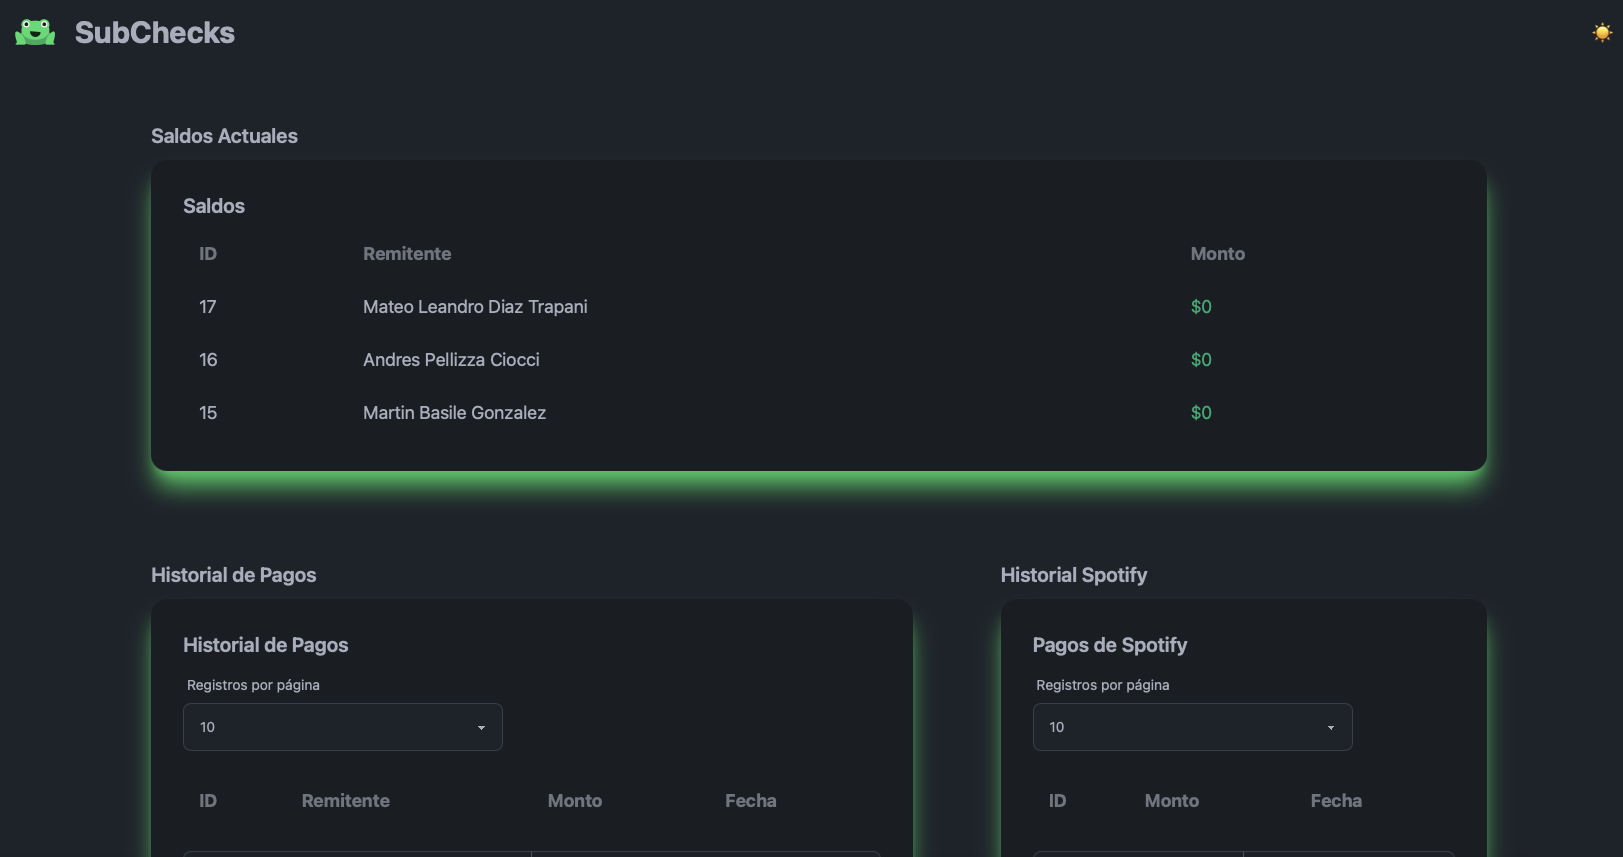 SubChecks
Saldos Actuales
Saldos
ID Remitente Monto
17 Mateo Leandro Diaz Trapani $0
16 Andres Pellizza Ciocci $0
15 Martin Basile Gonzalez $0
Historial de Pagos
Historial de Pagos
Registros por página
10
ID Remitente Monto Fecha
Historial Spotify
Pagos de Spotify
Registros por página
10
ID Monto Fecha